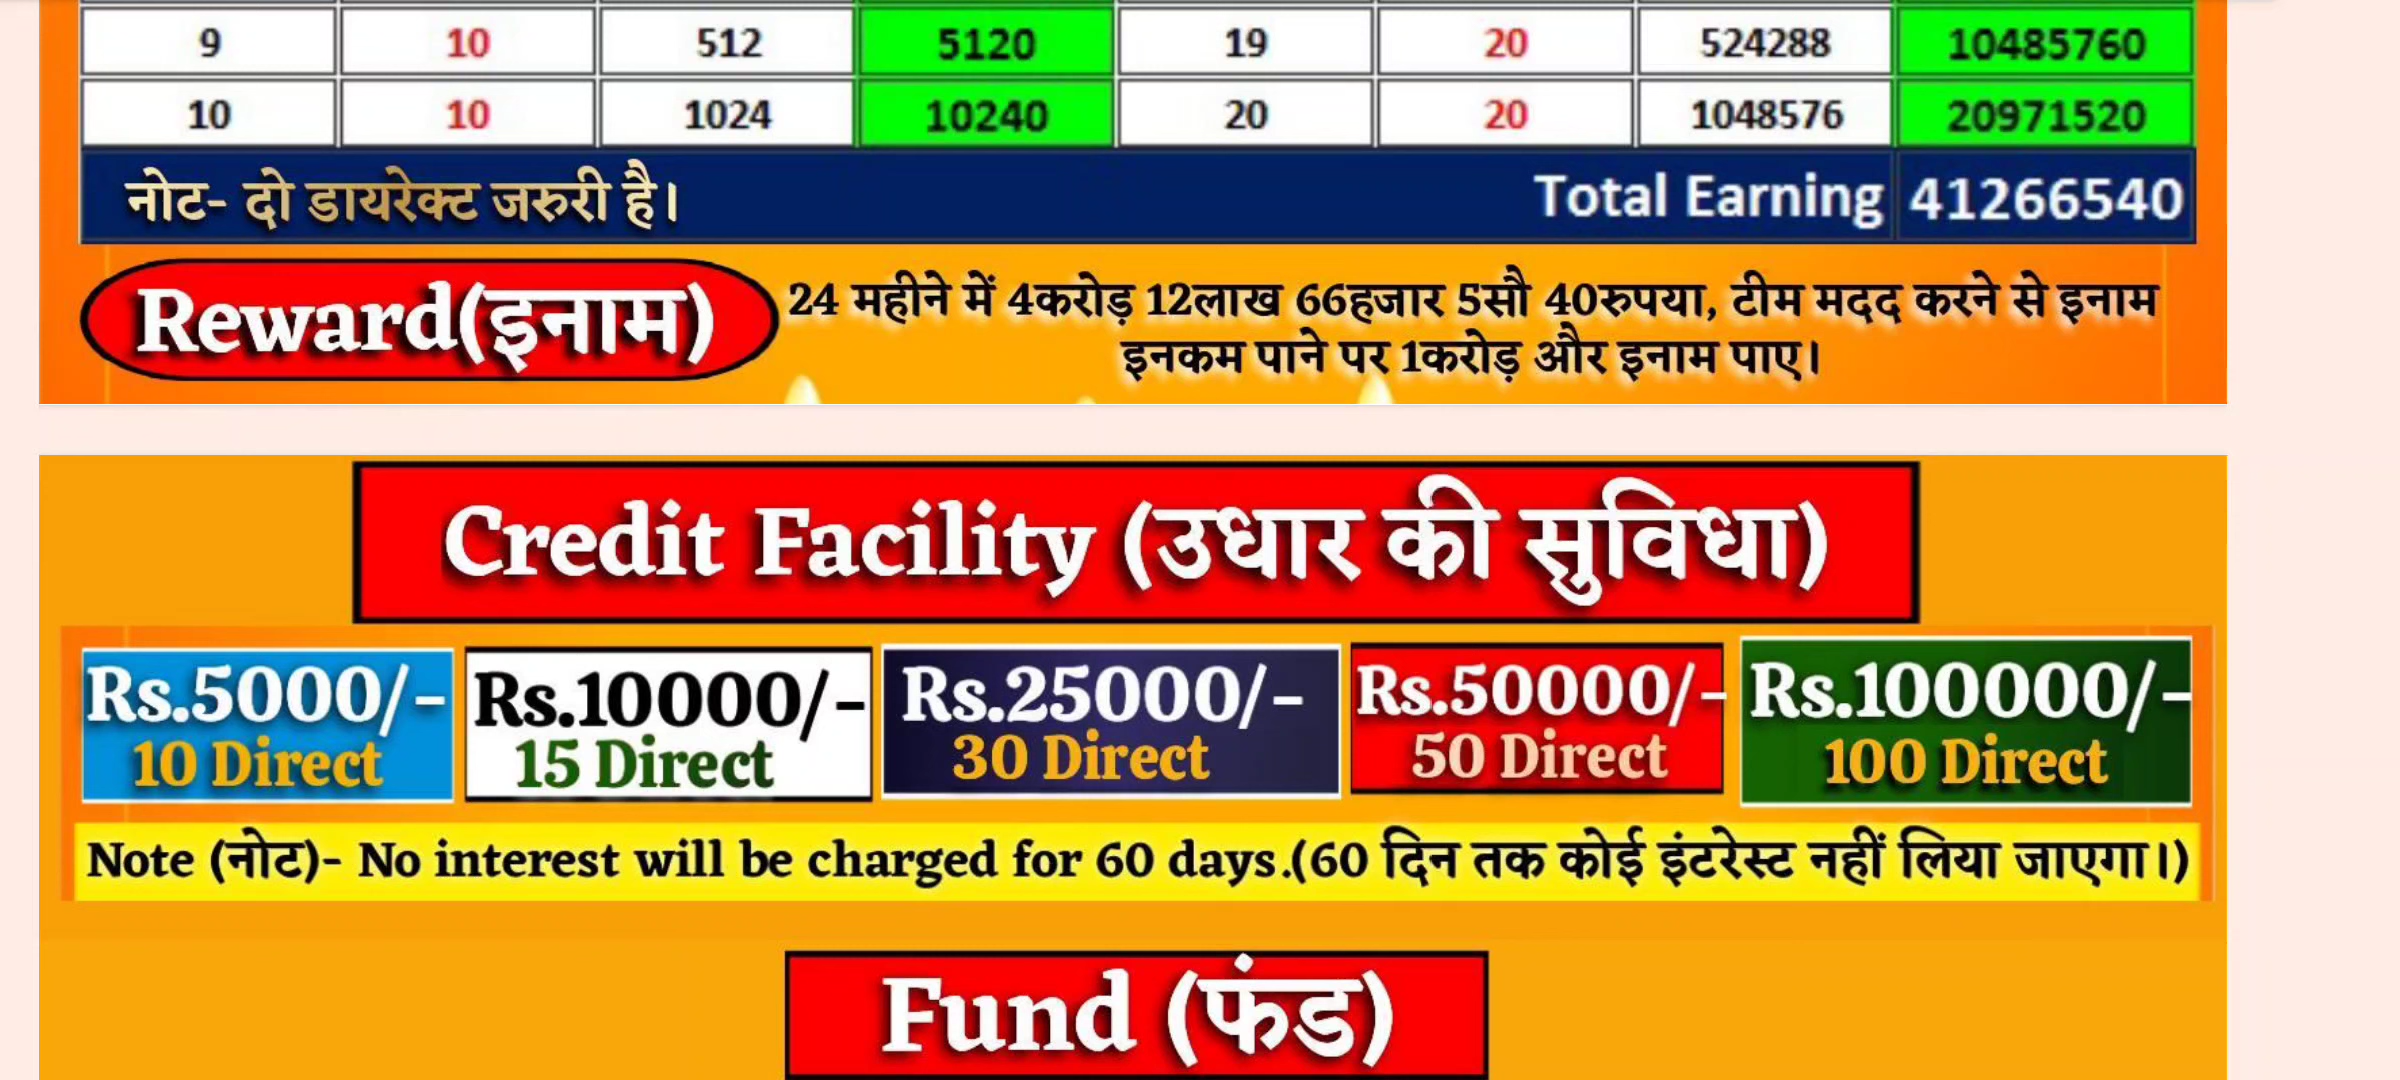 9 10 512 5120 19 20 524288 10485760
10 10 1024 10240 20 20 1048576 20971520
नोट- दो डायरेक्ट जरुरी है। Total Earning 41266540
Reward(इनाम)
24 महीने में 4करोड़ 12लाख 66हजार 5सौ 40रुपया, टीम मदद करने से इनाम
इनकम पाने पर 1करोड़ और इनाम पाए।
Credit Facility (उधार की सुविधा)
Rs.5000/- Rs.10000/- Rs.25000/- Rs.50000/- Rs.100000/-
10 Direct 15 Direct 30 Direct 50 Direct 100 Direct
Note (नोट)- No interest will be charged for 60 days.(60 दिन तक कोई इंटरेस्ट नहीं लिया जाएगा।)
Fund (फंड)